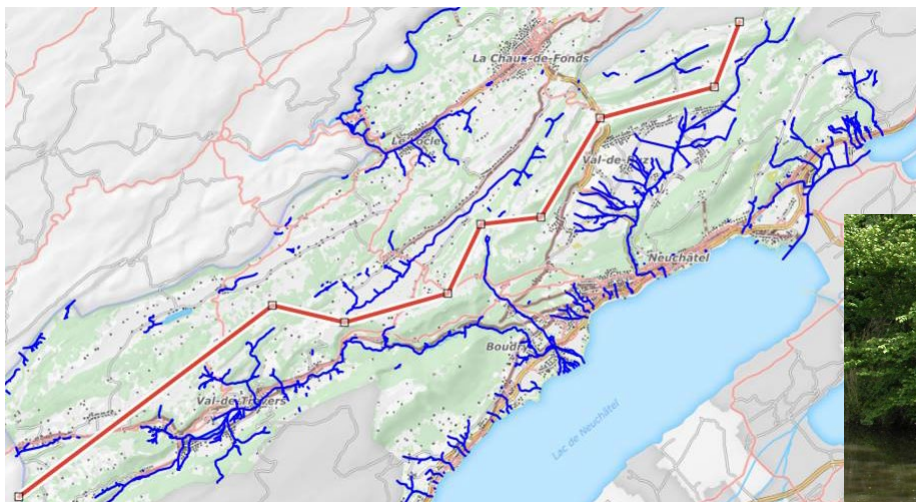 La Chaux-de-Fonds
Le Locle
Val-de-Ruz
Neuchâtel
Boudry
Val-de-Travers
Lac de Neuchâtel